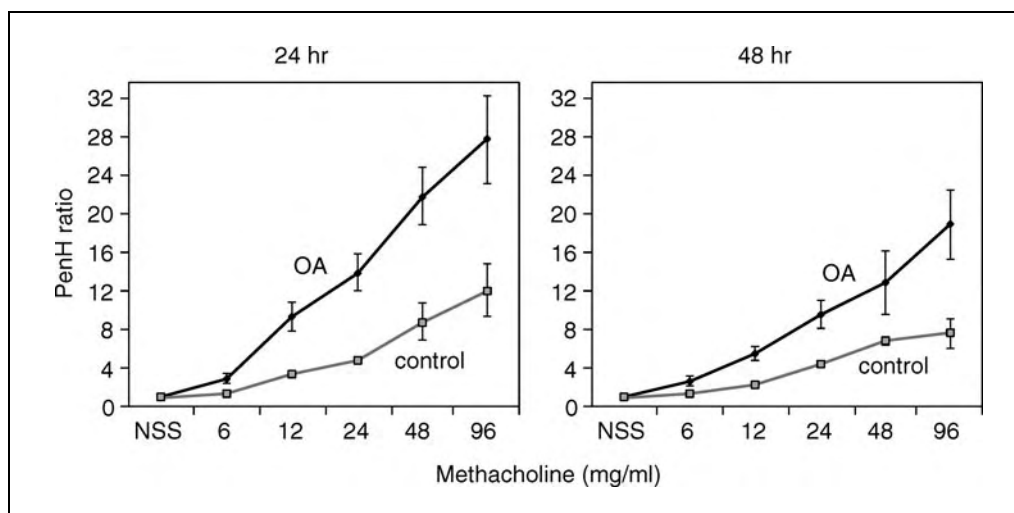 24 hr
48 hr
PenH ratio
32
28
24
20
16
12
8
4
0
OA
control
NSS 6 12 24 48 96
32
28
24
20
16
12
8
4
0
OA
control
NSS 6 12 24 48 96
Methacholine (mg/ml)